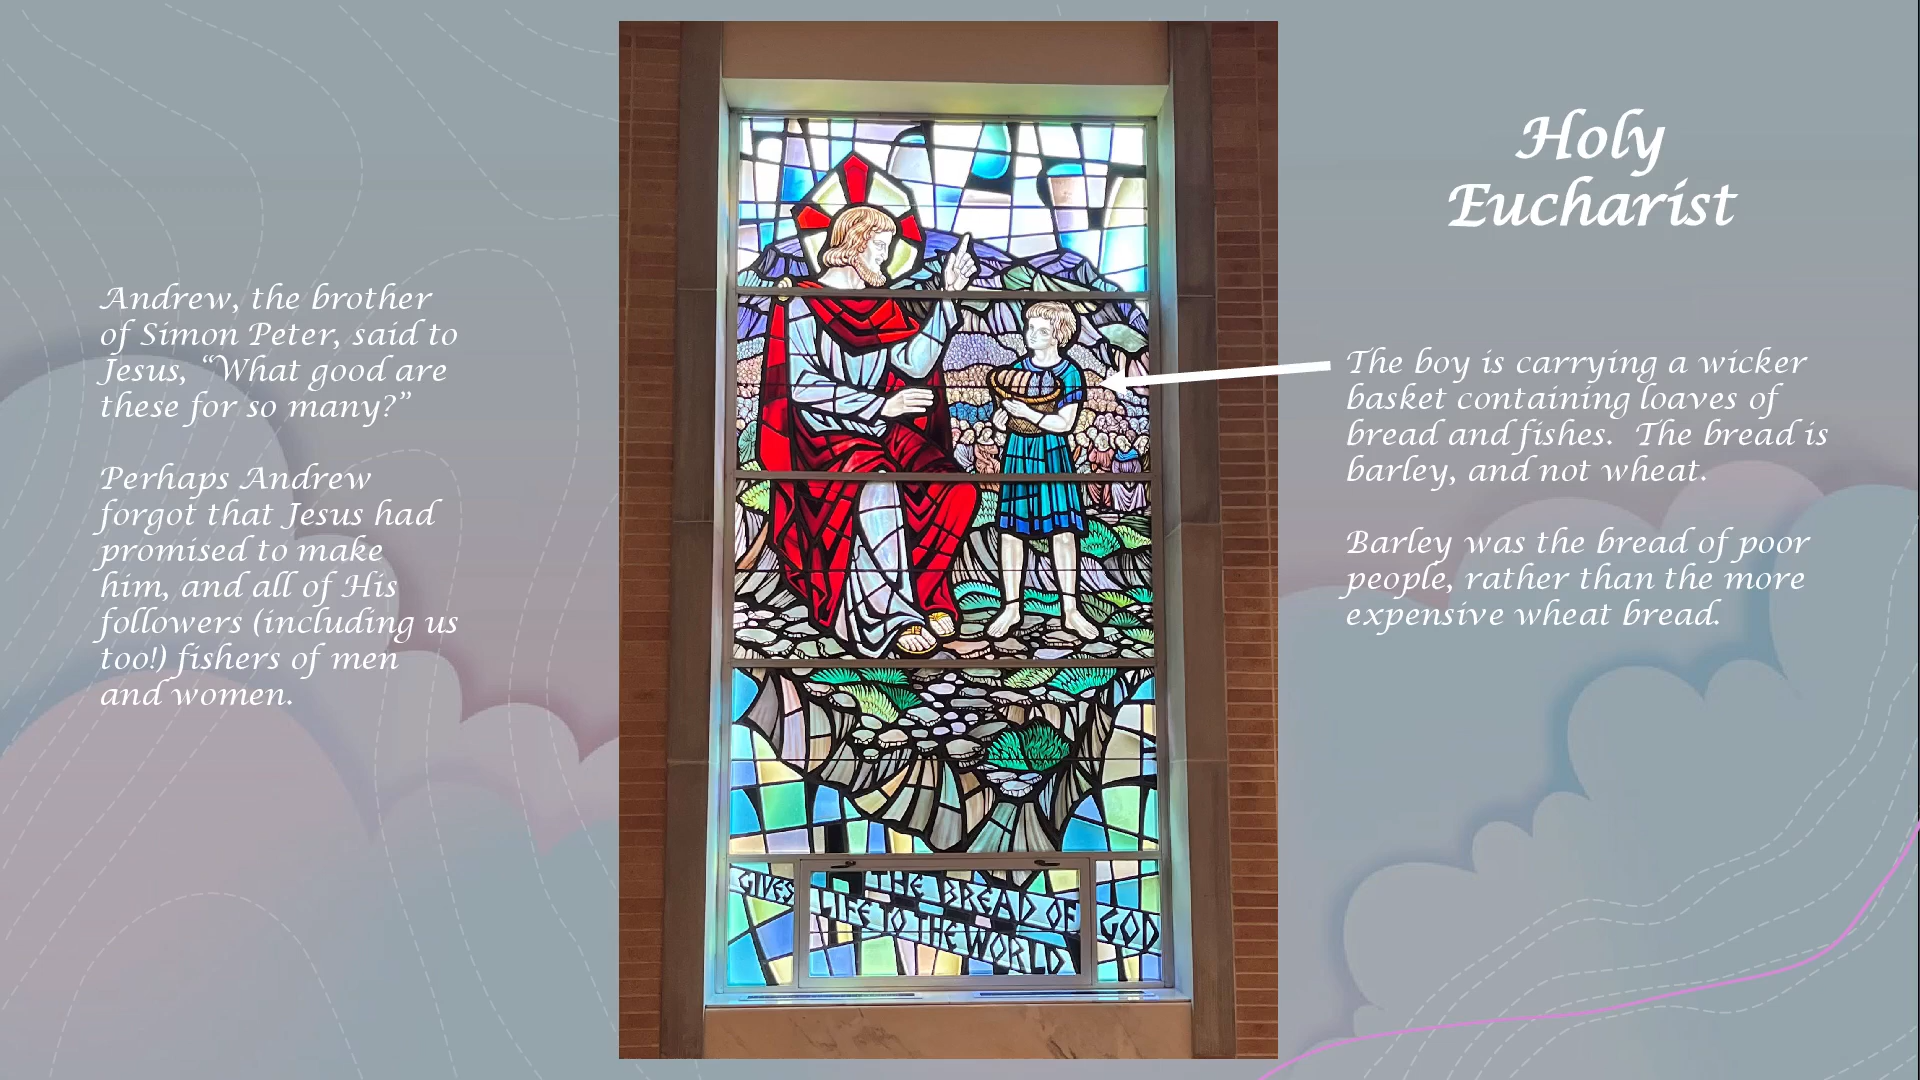 Holy
Eucharist
Andrew, the brother
of Simon Peter, said to
Jesus, “What good are
these for so many?”
Perhaps Andrew
forgot that Jesus had
promised to make
him, and all of His
followers (including us
too!) fishers of men
and women.
The boy is carrying a wicker
basket containing loaves of
bread and fishes. The bread is
barley, and not wheat.
Barley was the bread of poor
people, rather than the more
expensive wheat bread.
THE BREAD OF GOD
GIVES LIFE TO THE WORLD